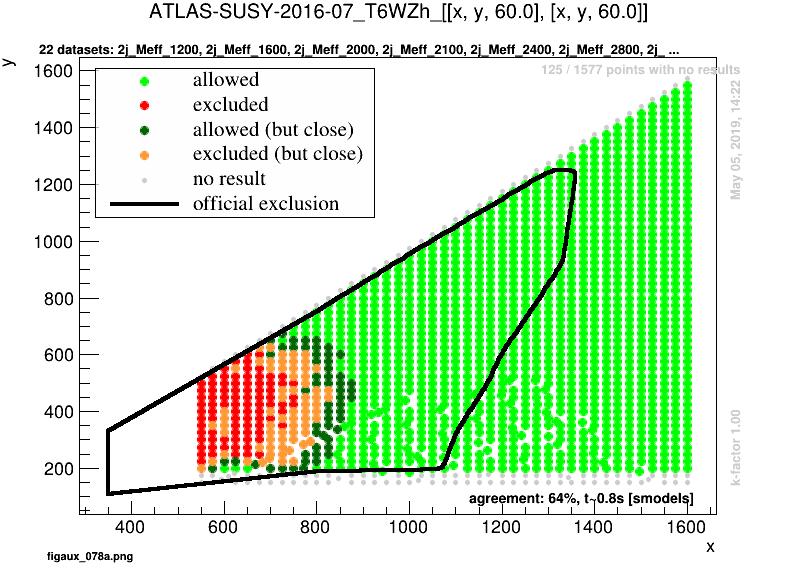 ATLAS-SUSY-2016-07_T6WZh_[[x, y, 60.0], [x, y, 60.0]]
22 datasets: 2j_Meff_1200, 2j_Meff_1600, 2j_Meff_2000, 2j_Meff_2100, 2j_Meff_2400, 2j_Meff_2800, 2j_ ...
y
125 / 1577 points with no results
allowed
excluded
allowed (but close)
excluded (but close)
no result
official exclusion
May 05, 2019, 14:22
k-factor 1.00
1600
1400
1200
1000
800
600
400
200
agreement: 64%, t~0.8s [smodels]
400 600 800 1000 1200 1400 1600
x
figaux_078a.png